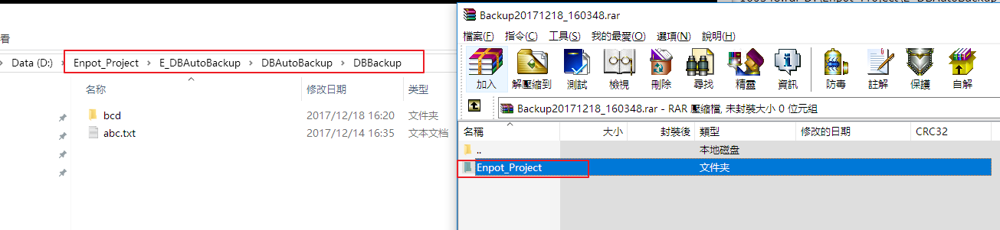 160348.rar D:\Enpot_Project\E_DBAutoBackup
看
Data (D:) Enpot_Project E_DBAutoBackup DBAutoBackup DBBackup
名称 修改日期 类型
bcd 2017/12/18 16:20 文件夹
abc.txt 2017/12/14 16:35 文本文档
Backup20171218_160348.rar
檔案(F) 指令(C) 工具(S) 我的最愛(O) 選項(N) 說明(H)
加入 解壓縮到 測試 檢視 刪除 尋找 精靈 資訊 防毒 註解 保護 自解
Backup20171218_160348.rar - RAR 壓縮檔, 未封裝大小 0 位元組
名稱 大小 封裝後 類型 修改的日期 CRC32
.. 本地磁盘
Enpot_Project 文件夹